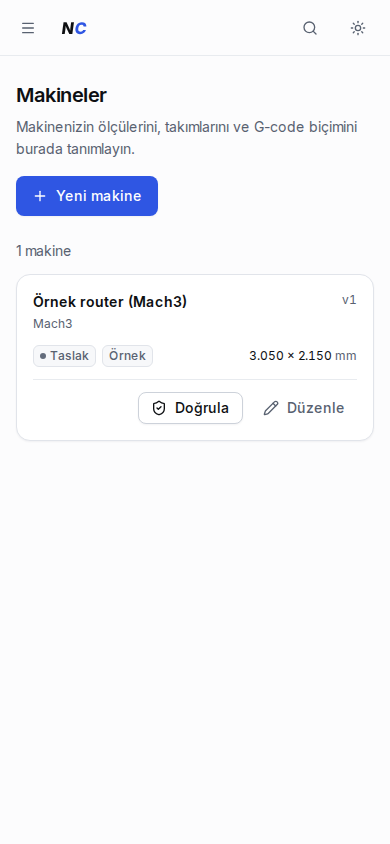 NC
Makineler
Makinenizin ölçülerini, takımlarını ve G-code biçimini
burada tanımlayın.
Yeni makine
1 makine
Örnek router (Mach3) v1
Mach3
Taslak Örnek 3.050 × 2.150 mm
Doğrula Düzenle